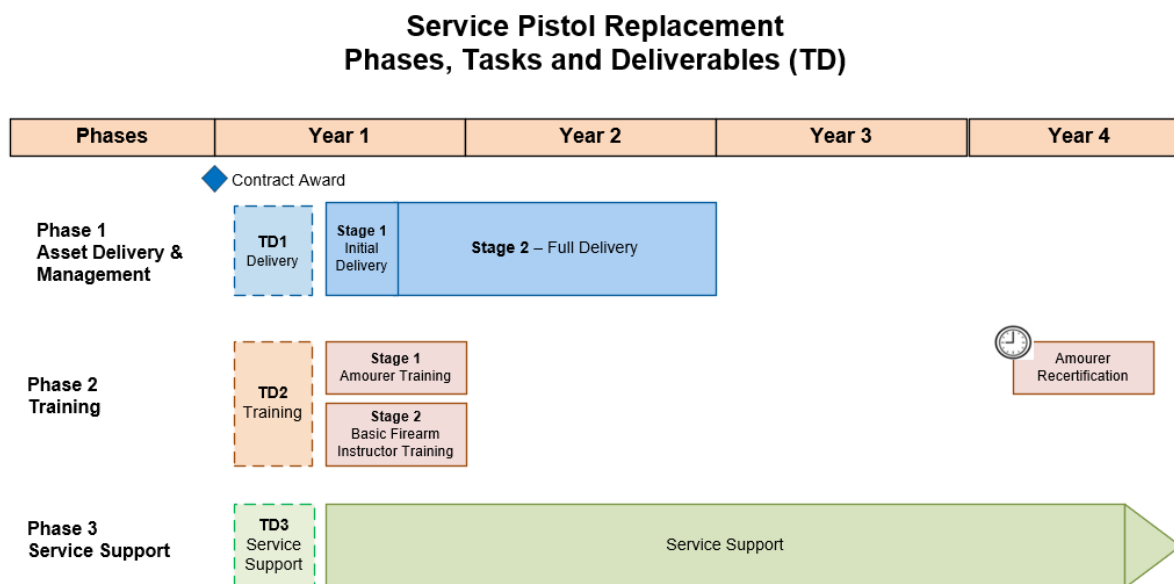 Service Pistol Replacement
Phases, Tasks and Deliverables (TD)
Phases
Year 1
Year 2
Year 3
Year 4
Contract Award
Phase 1
Asset Delivery &
Management
TD1
Delivery
Stage 1
Initial
Delivery
Stage 2 – Full Delivery
Phase 2
Training
TD2
Training
Stage 1
Amourer Training
Stage 2
Basic Firearm
Instructor Training
Amourer
Recertification
Phase 3
Service Support
TD3
Service
Support
Service Support